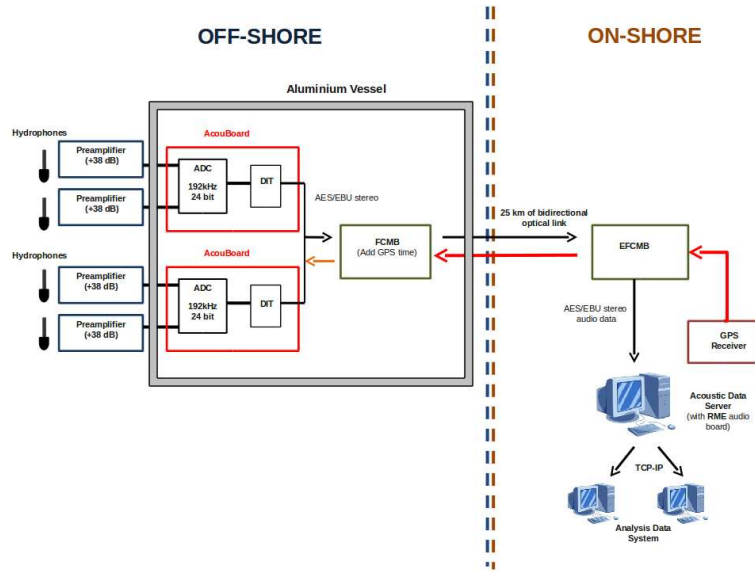 OFF-SHORE
ON-SHORE
Aluminium Vessel
Hydrophones
Preamplifier
(+38 dB)
Preamplifier
(+38 dB)
AcouBoard
ADC
192kHz
24 bit
DIT
AES/EBU stereo
Hydrophones
Preamplifier
(+38 dB)
Preamplifier
(+38 dB)
AcouBoard
ADC
192kHz
24 bit
DIT
FCMB
(Add GPS time)
25 km of bidirectional
optical link
EFCMB
AES/EBU stereo
audio data
GPS
Receiver
Acoustic Data
Server
(with RME audio
board)
TCP-IP
Analysis Data
System